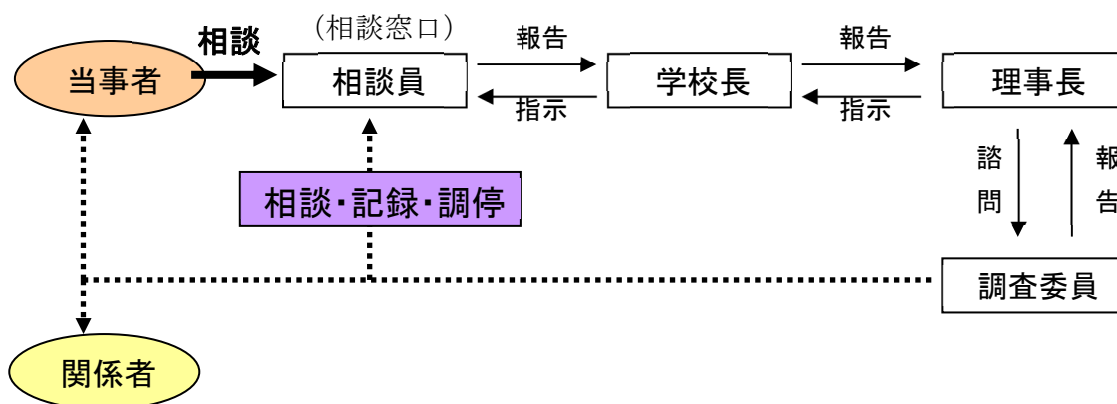 相談
(相談窓口)
報告
報告
当事者
相談員
学校長
理事長
指示
指示
諮問
報告
相談・記録・調停
調査委員
関係者